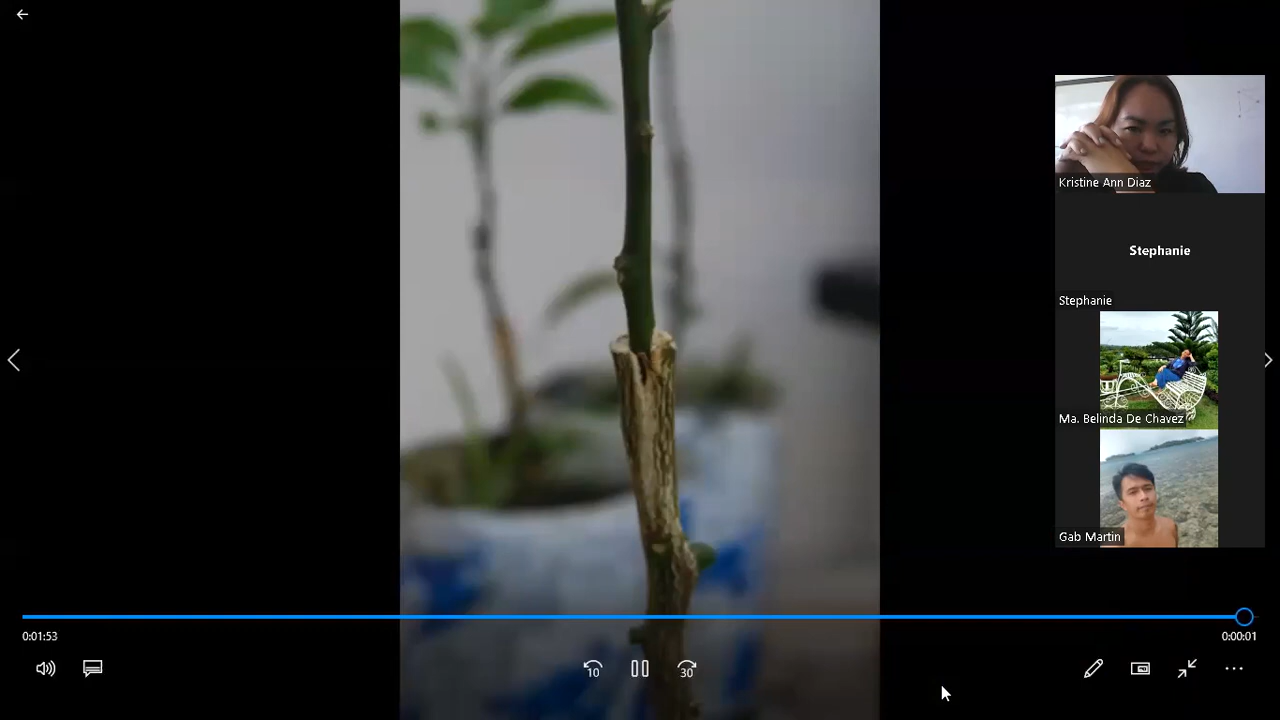 Kristine Ann Diaz
Stephanie
Stephanie
Ma. Belinda De Chavez
Gab Martin
0:01:53
0:00:01
10
30